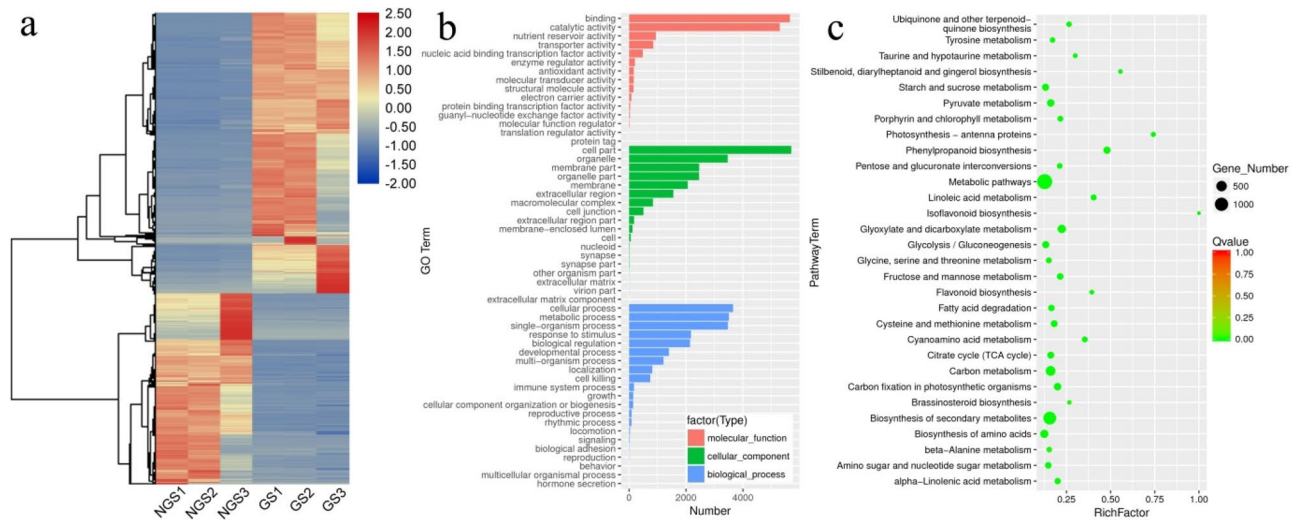 a
2.50
2.00
1.50
1.00
0.50
0.00
-0.50
-1.00
-1.50
-2.00
NGS1
NGS2
NGS3
GS1
GS2
GS3
b
GO Term
binding
catalytic activity
nutrient reservoir activity
transporter activity
nucleic acid binding transcription factor activity
enzyme regulator activity
antioxidant activity
molecular transducer activity
structural molecule activity
electron carrier activity
protein binding transcription factor activity
guanyl-nucleotide exchange factor activity
molecular function regulator
translation regulator activity
protein tag
cell part
organelle
membrane part
organelle part
membrane
extracellular region
macromolecular complex
cell junction
extracellular region part
membrane-enclosed lumen
cell
nucleoid
synapse
synapse part
other organism part
extracellular matrix
virion part
extracellular matrix component
cellular process
metabolic process
single-organism process
response to stimulus
biological regulation
developmental process
multi-organism process
localization
cell killing
immune system process
growth
cellular component organization or biogenesis
reproductive process
rhythmic process
locomotion
signaling
biological adhesion
reproduction
behavior
multicellular organismal process
hormone secretion
0
2000
4000
Number
factor(Type)
molecular_function
cellular_component
biological_process
c
PathwayTerm
Ubiquinone and other terpenoid-
quinone biosynthesis
Tyrosine metabolism
Taurine and hypotaurine metabolism
Stilbenoid, diarylheptanoid and gingerol biosynthesis
Starch and sucrose metabolism
Pyruvate metabolism
Porphyrin and chlorophyll metabolism
Photosynthesis - antenna proteins
Phenylpropanoid biosynthesis
Pentose and glucuronate interconversions
Metabolic pathways
Linoleic acid metabolism
Isoflavonoid biosynthesis
Glyoxylate and dicarboxylate metabolism
Glycolysis / Gluconeogenesis
Glycine, serine and threonine metabolism
Fructose and mannose metabolism
Flavonoid biosynthesis
Fatty acid degradation
Cysteine and methionine metabolism
Cyanoamino acid metabolism
Citrate cycle (TCA cycle)
Carbon metabolism
Carbon fixation in photosynthetic organisms
Brassinosteroid biosynthesis
Biosynthesis of secondary metabolites
Biosynthesis of amino acids
beta-Alanine metabolism
Amino sugar and nucleotide sugar metabolism
alpha-Linolenic acid metabolism
0.25
0.50
0.75
1.00
RichFactor
Gene_Number
500
1000
Qvalue
1.00
0.75
0.50
0.25
0.00